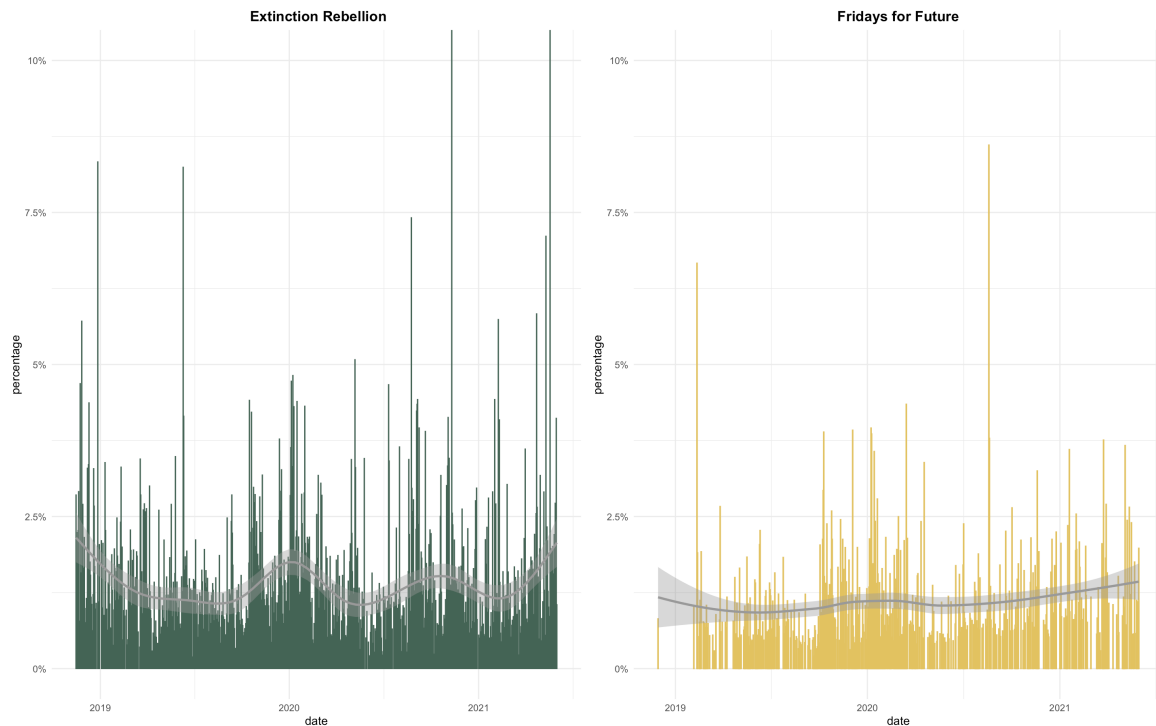 Extinction Rebellion
percentage
10%
7.5%
5%
2.5%
0%
2019
2020
2021
date
Fridays for Future
percentage
10%
7.5%
5%
2.5%
0%
2019
2020
2021
date